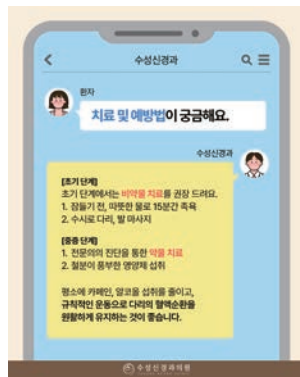 수성신경과
환자
치료 및 예방법이 궁금해요.
수성신경과
[초기 단계]
초기 단계에서는 비약물 치료를 권장 드려요.
1. 잠들기 전, 따뜻한 물로 15분간 족욕
2. 수시로 다리, 발 마사지
[중증 단계]
1. 전문의의 진단을 통한 약물 치료
2. 철분이 풍부한 영양제 섭취
평소에 카페인, 알코올 섭취를 줄이고,
규칙적인 운동으로 다리의 혈액순환을
원활하게 유지하는 것이 좋습니다.
수성신경과의원